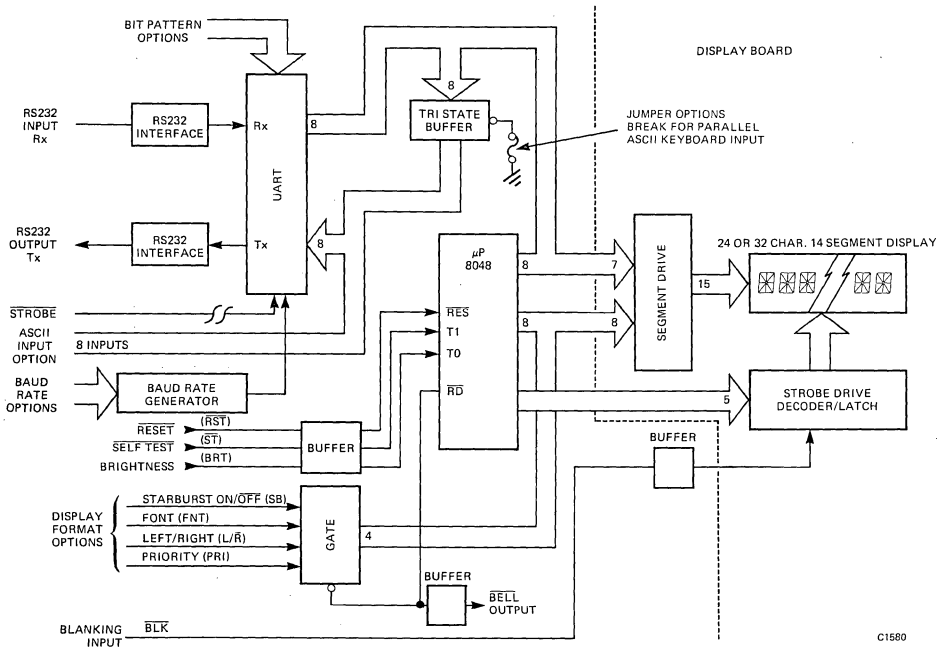 BIT PATTERN
OPTIONS
DISPLAY BOARD
RS232
INPUT
Rx
RS232
INTERFACE
Rx
8
UART
8
TRI STATE
BUFFER
JUMPER OPTIONS
BREAK FOR PARALLEL
ASCII KEYBOARD INPUT
RS232
OUTPUT
Tx
RS232
INTERFACE
Tx
8
μP
8048
8
7
SEGMENT DRIVE
15
24 OR 32 CHAR. 14 SEGMENT DISPLAY
STROBE
ASCII
INPUT
OPTION
8 INPUTS
RES
T1
T0
RD
8
8
BAUD
RATE
OPTIONS
BAUD RATE
GENERATOR
5
STROBE DRIVE
DECODER/LATCH
RESET
(RST)
SELF TEST
(ST)
BRIGHTNESS
(BRT)
BUFFER
BUFFER
DISPLAY
FORMAT
OPTIONS
STARBURST ON/OFF (SB)
FONT (FNT)
LEFT/RIGHT (L/R)
PRIORITY (PRI)
GATE
4
BUFFER
BELL
OUTPUT
BLANKING
INPUT
BLK
C1580